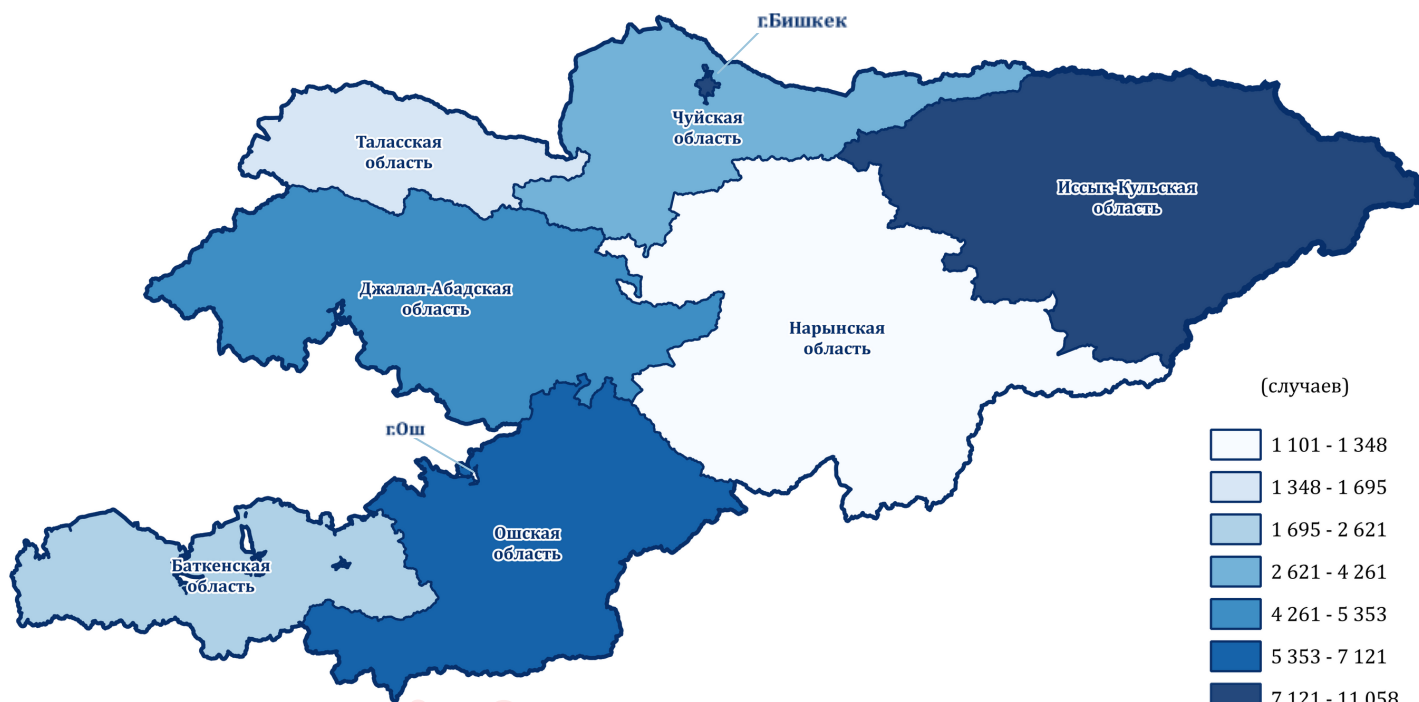 г.Бишкек
Чуйская
область
Таласская
область
Иссык-Кульская
область
Джалал-Абадская
область
Нарынская
область
г.Ош
Ошская
область
Баткенская
область
(случаев)
1 101 - 1 348
1 348 - 1 695
1 695 - 2 621
2 621 - 4 261
4 261 - 5 353
5 353 - 7 121
7 121 - 11 058